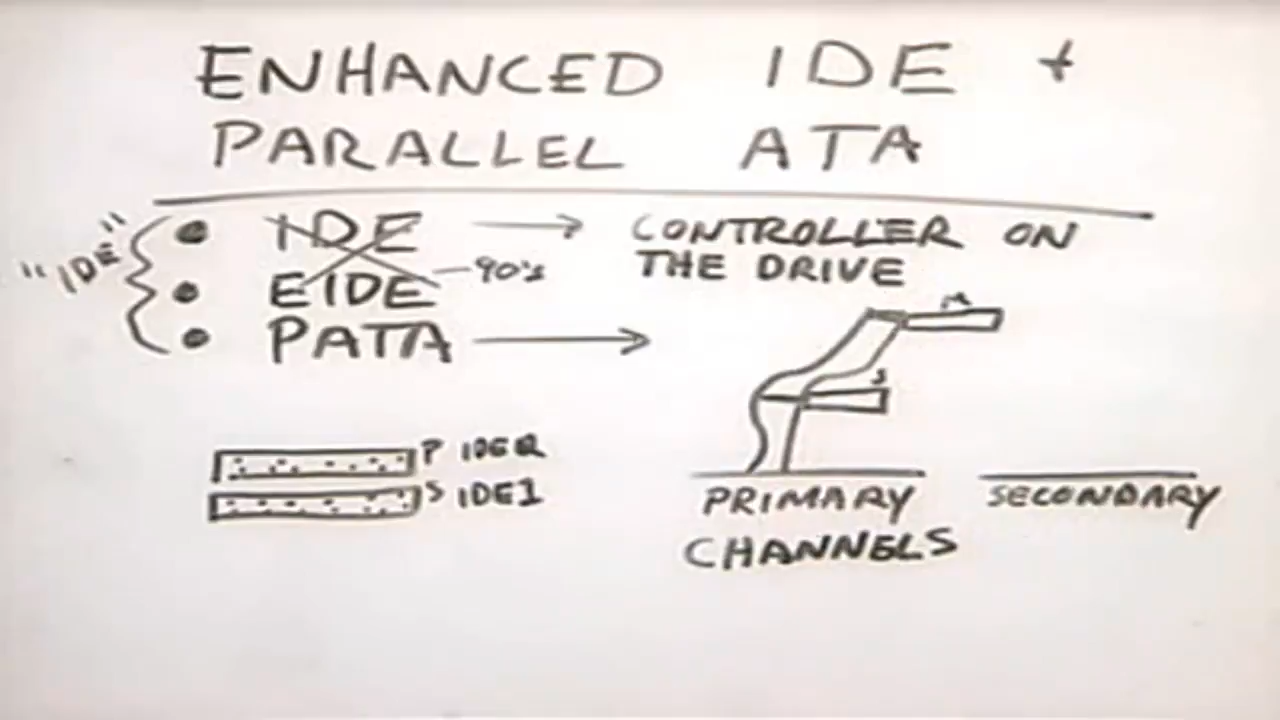 ENHANCED IDE +
PARALLEL ATA
"IDE"
• IDE → CONTROLLER ON THE DRIVE
• EIDE - 90's
• PATA →
P IDE0
S IDE1
M
S
PRIMARY
SECONDARY
CHANNELS